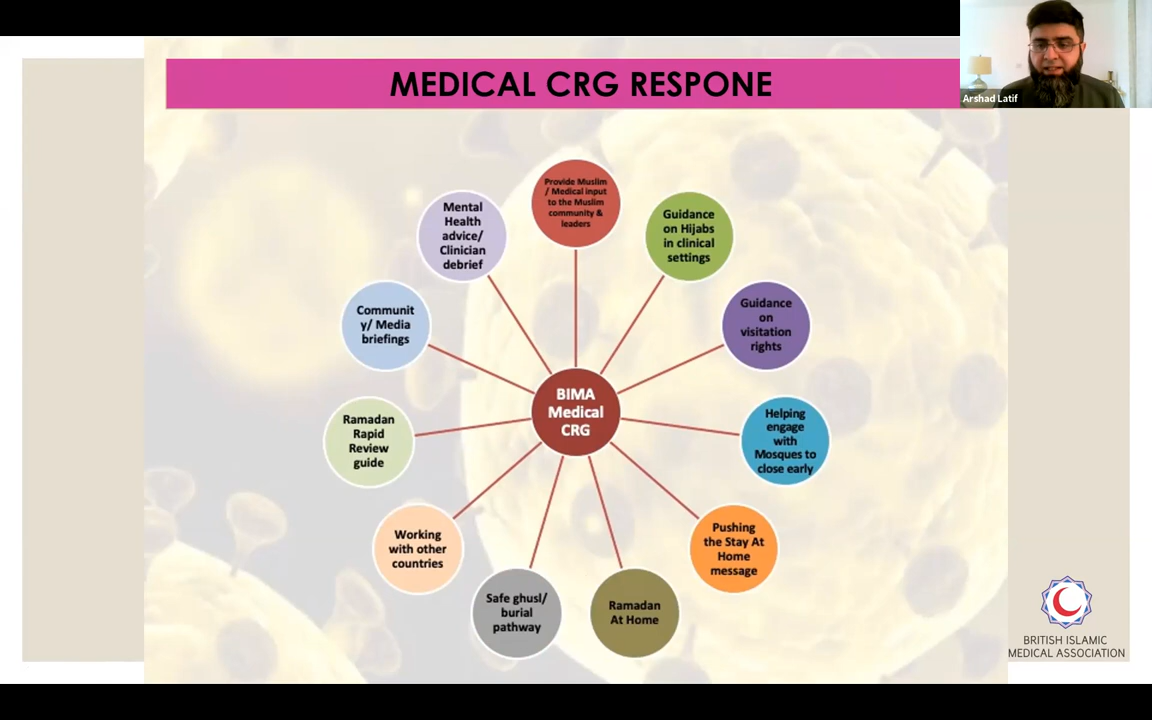 MEDICAL CRG RESPONE
Arshad Latif
Provide Muslim
/ Medical input
to the Muslim
community &
leaders
Guidance
on Hijabs
in clinical
settings
Guidance
on
visitation
rights
Helping
engage
with
Mosques to
close early
Pushing
the Stay At
Home
message
Ramadan
At Home
Safe ghusl/
burial
pathway
Working
with other
countries
Ramadan
Rapid
Review
guide
Communit
y/ Media
briefings
Mental
Health
advice/
Clinician
debrief
BIMA
Medical
CRG
BRITISH ISLAMIC
MEDICAL ASSOCIATION